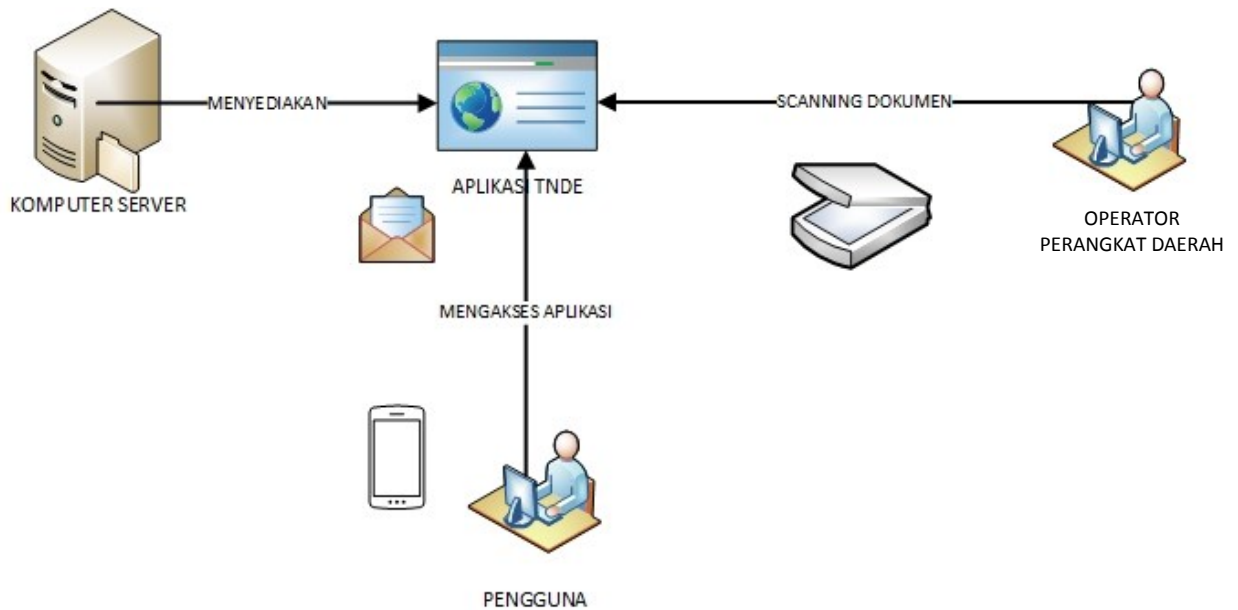 MENYEDIAKAN
SCANNING DOKUMEN
APLIKASI TNDE
KOMPUTER SERVER
OPERATOR
PERANGKAT DAERAH
MENGAKSES APLIKASI
PENGGUNA